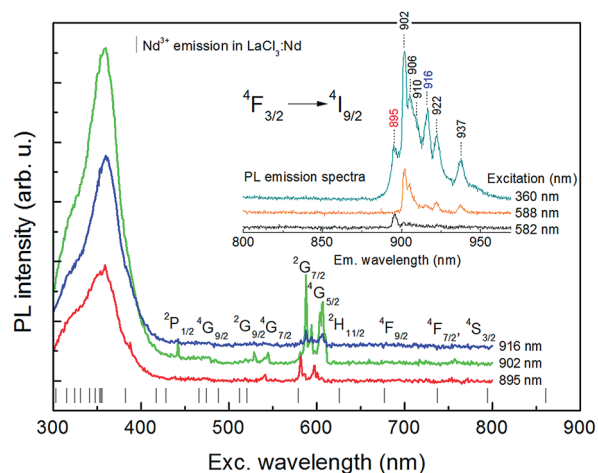 Nd³⁺ emission in LaCl₃:Nd
902
906
910
916
922
937
895
⁴F₃/₂ → ⁴I₉/₂
PL emission spectra
Excitation (nm)
360 nm
588 nm
582 nm
800 850 900 950
Em. wavelength (nm)
PL intensity (arb. u.)
²G₇/₂
⁴G₅/₂
²P₁/₂ ⁴G₉/₂ ²G₉/₂ ⁴G₇/₂ ²H₁₁/₂ ⁴F₉/₂ ⁴F₇/₂, ⁴S₃/₂
916 nm
902 nm
895 nm
300 400 500 600 700 800 900
Exc. wavelength (nm)